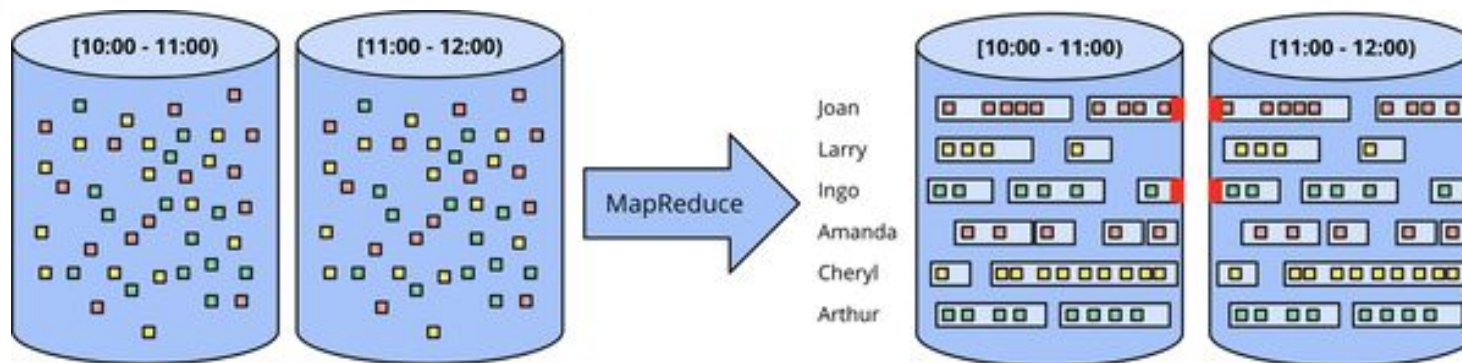 [10:00 - 11:00)
[11:00 - 12:00)
MapReduce
[10:00 - 11:00)
[11:00 - 12:00)
Joan
Larry
Ingo
Amanda
Cheryl
Arthur